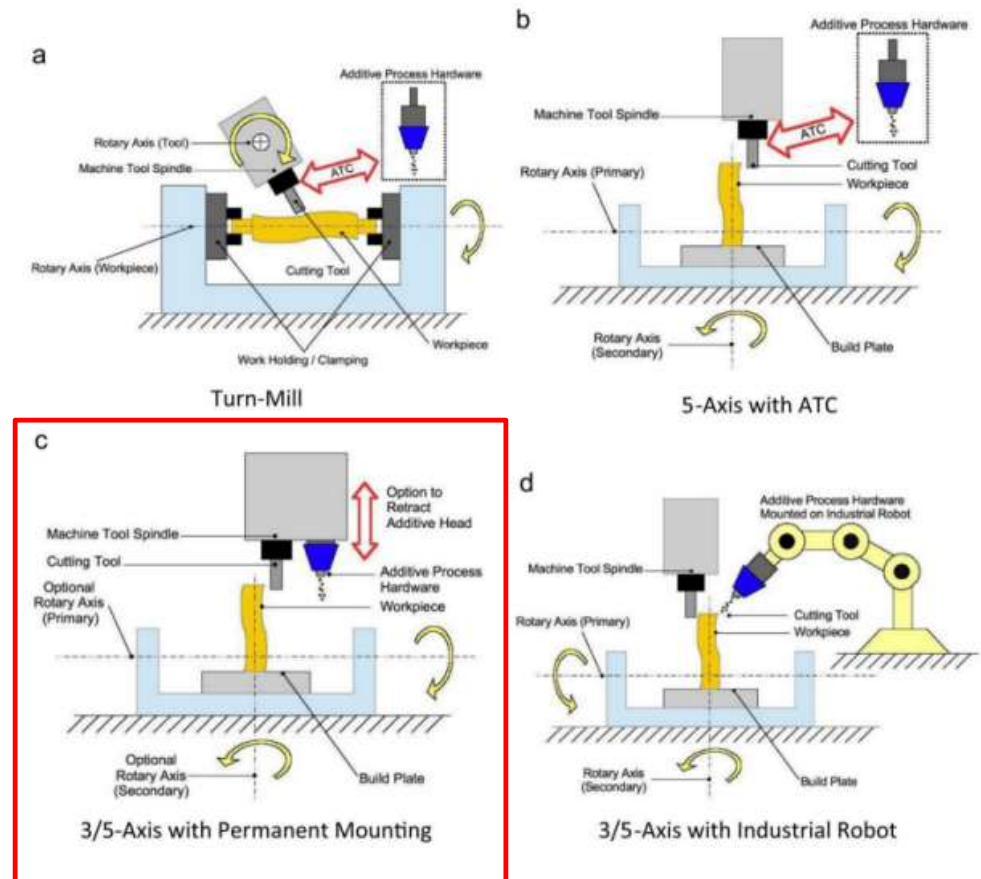 a
Additive Process Hardware
Rotary Axis (Tool)
Machine Tool Spindle
ATC
Rotary Axis (Workpiece)
Cutting Tool
Work Holding / Clamping
Workpiece
Turn-Mill
b
Additive Process Hardware
Machine Tool Spindle
ATC
Cutting Tool
Workpiece
Rotary Axis (Primary)
Rotary Axis
(Secondary)
Build Plate
5-Axis with ATC
c
Option to
Retract
Additive Head
Machine Tool Spindle
Cutting Tool
Additive Process
Hardware
Optional
Rotary Axis
(Primary)
Workpiece
Optional
Rotary Axis
(Secondary)
Build Plate
3/5-Axis with Permanent Mounting
d
Additive Process Hardware
Mounted on Industrial Robot
Machine Tool Spindle
Cutting Tool
Workpiece
Rotary Axis (Primary)
Rotary Axis
(Secondary)
Build Plate
3/5-Axis with Industrial Robot